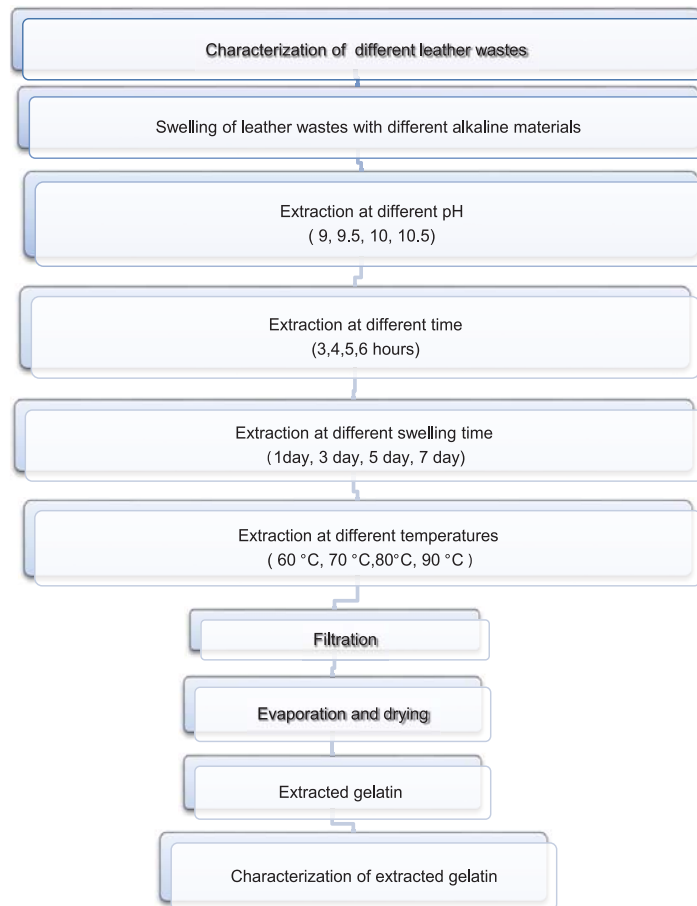 Characterization of different leather wastes
Swelling of leather wastes with different alkaline materials
Extraction at different pH
( 9, 9.5, 10, 10.5)
Extraction at different time
(3,4,5,6 hours)
Extraction at different swelling time
(1day, 3 day, 5 day, 7 day)
Extraction at different temperatures
( 60 °C, 70 °C,80°C, 90 °C )
Filtration
Evaporation and drying
Extracted gelatin
Characterization of extracted gelatin